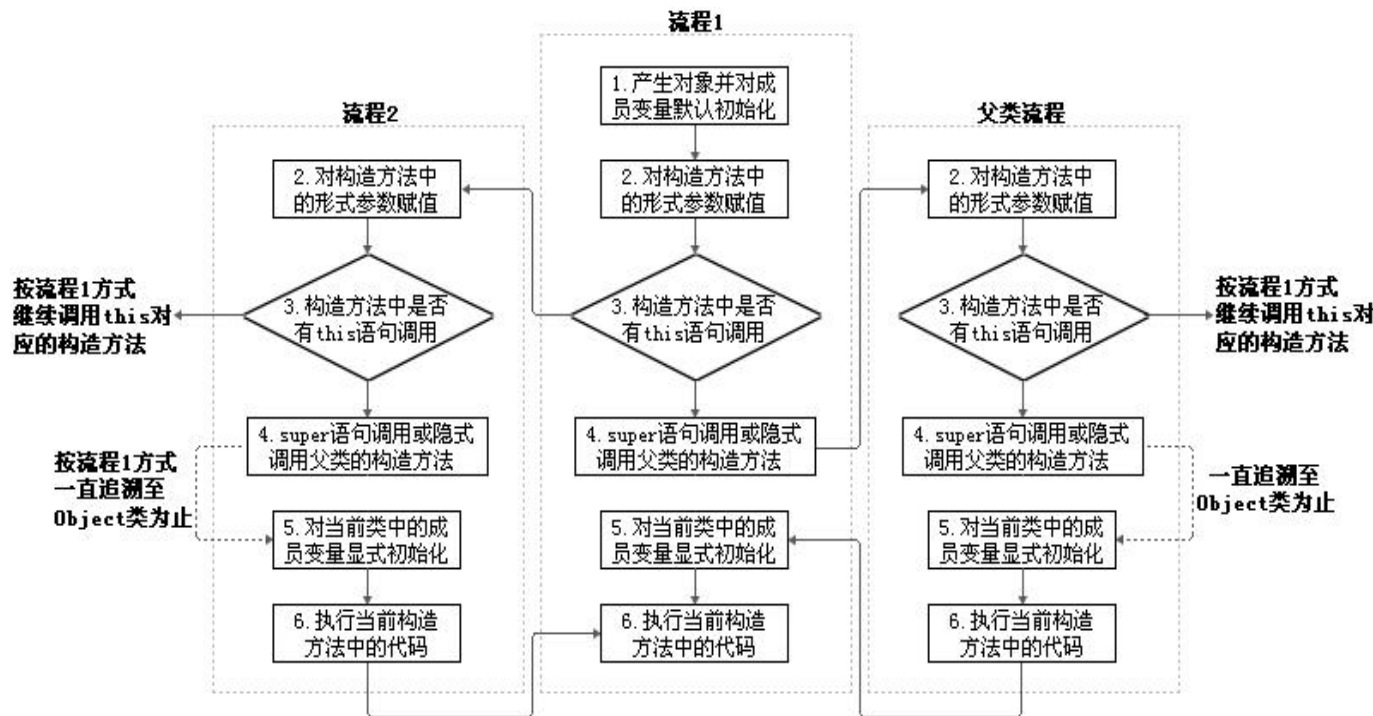 流程1
1.产生对象并对成
员变量默认初始化
2.对构造方法中
的形式参数赋值
3.构造方法中是否
有this语句调用
4.super语句调用或隐式
调用父类的构造方法
5.对当前类中的成
员变量显式初始化
6.执行当前构造
方法中的代码
流程2
2.对构造方法中
的形式参数赋值
3.构造方法中是否
有this语句调用
按流程1方式
继续调用this对
应的构造方法
4.super语句调用或隐式
调用父类的构造方法
按流程1方式
一直追溯至
Object类为止
5.对当前类中的成
员变量显式初始化
6.执行当前构造
方法中的代码
父类流程
2.对构造方法中
的形式参数赋值
3.构造方法中是否
有this语句调用
按流程1方式
继续调用this对
应的构造方法
4.super语句调用或隐式
调用父类的构造方法
一直追溯至
Object类为止
5.对当前类中的成
员变量显式初始化
6.执行当前构造
方法中的代码